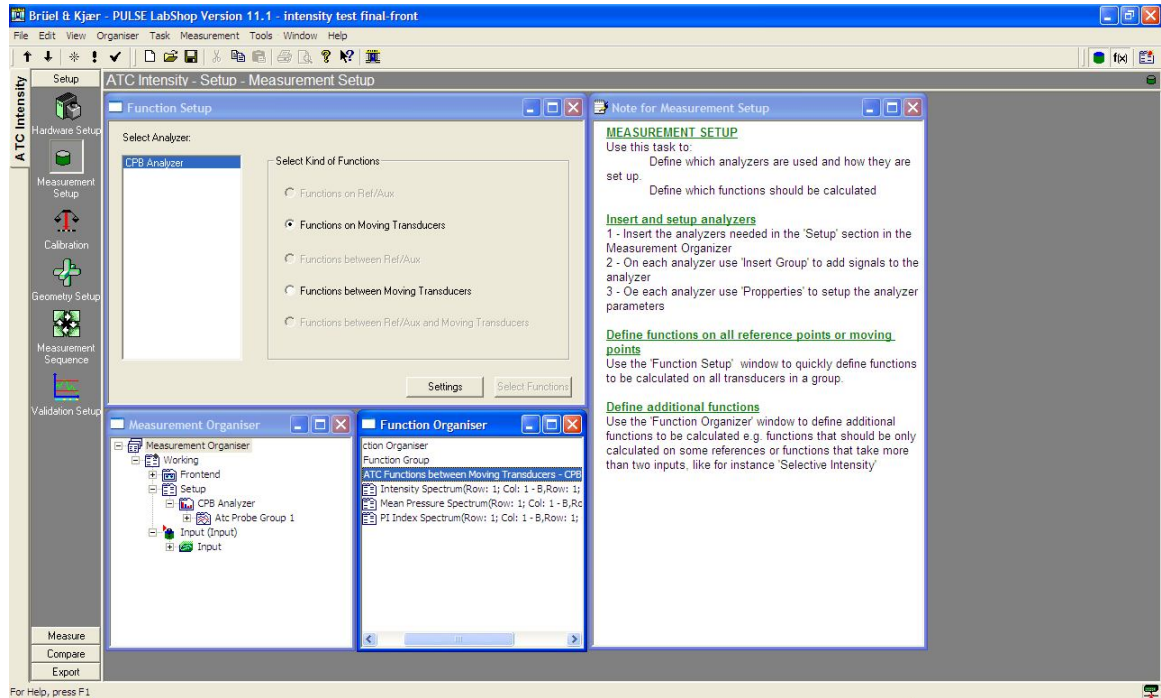 Brüel & Kjær - PULSE LabShop Version 11.1 - intensity test final-front
File Edit View Organiser Task Measurement Tools Window Help
ATC Intensity
Setup
ATC Intensity - Setup - Measurement Setup
Hardware Setup
Measurement
Setup
Calibration
Geometry Setup
Measurement
Sequence
Validation Setup
Measure
Compare
Export
Function Setup
Select Analyzer:
CPB Analyzer
Select Kind of Functions
Functions on Ref/Aux
Functions on Moving Transducers
Functions between Ref/Aux
Functions between Moving Transducers
Functions between Ref/Aux and Moving Transducers
Settings
Select Functions
Measurement Organiser
Measurement Organiser
Working
Frontend
Setup
CPB Analyzer
Atc Probe Group 1
Input (Input)
Input
Function Organiser
ction Organiser
Function Group
ATC Functions between Moving Transducers - CPB
Intensity Spectrum(Row: 1; Col: 1 - B,Row: 1;
Mean Pressure Spectrum(Row: 1; Col: 1 - B,Rc
PI Index Spectrum(Row: 1; Col: 1 - B,Row: 1;
Note for Measurement Setup
MEASUREMENT SETUP
Use this task to:
Define which analyzers are used and how they are
set up.
Define which functions should be calculated
Insert and setup analyzers
1 - Insert the analyzers needed in the 'Setup' section in the
Measurement Organizer
2 - On each analyzer use 'Insert Group' to add signals to the
analyzer
3 - Oe each analyzer use 'Propperties' to setup the analyzer
parameters
Define functions on all reference points or moving
points
Use the 'Function Setup' window to quickly define functions
to be calculated on all transducers in a group.
Define additional functions
Use the 'Function Organizer' window to define additional
functions to be calculated e.g. functions that should be only
calculated on some references or functions that take more
than two inputs, like for instance 'Selective Intensity'
f(x)
For Help, press F1